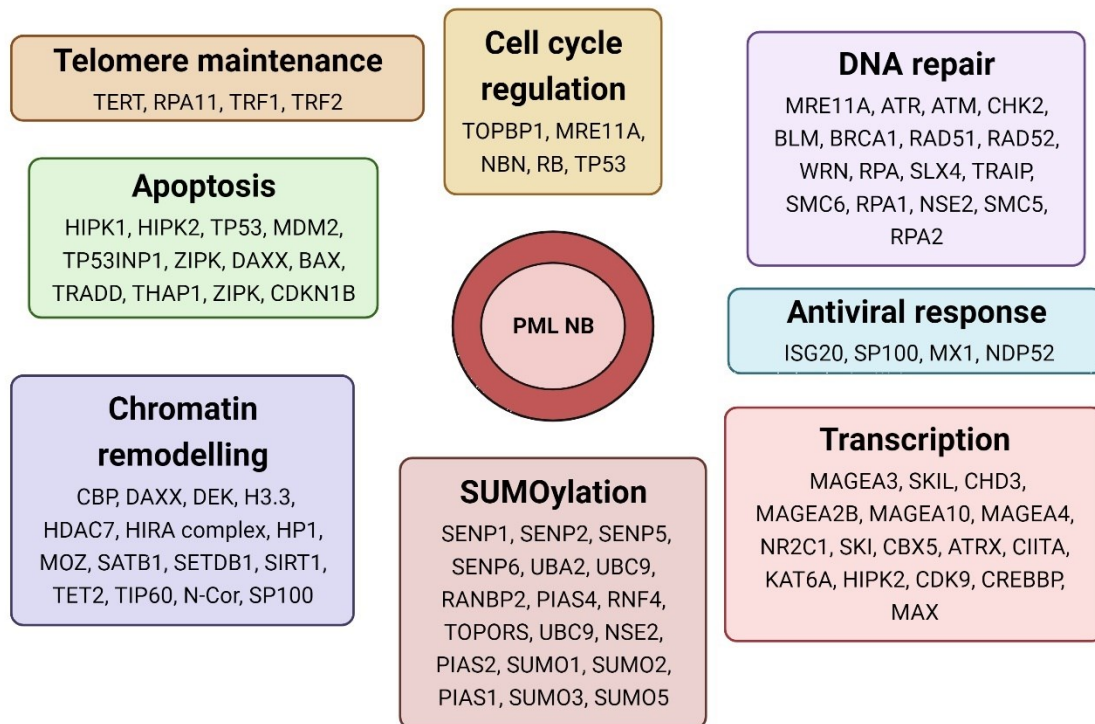 Telomere maintenance
TERT, RPA11, TRF1, TRF2
Cell cycle
regulation
TOPBP1, MRE11A,
NBN, RB, TP53
DNA repair
MRE11A, ATR, ATM, CHK2,
BLM, BRCA1, RAD51, RAD52,
WRN, RPA, SLX4, TRAIP,
SMC6, RPA1, NSE2, SMC5,
RPA2
Apoptosis
HIPK1, HIPK2, TP53, MDM2,
TP53INP1, ZIPK, DAXX, BAX,
TRADD, THAP1, ZIPK, CDKN1B
PML NB
Antiviral response
ISG20, SP100, MX1, NDP52
Chromatin
remodelling
CBP, DAXX, DEK, H3.3,
HDAC7, HIRA complex, HP1,
MOZ, SATB1, SETDB1, SIRT1,
TET2, TIP60, N-Cor, SP100
SUMOylation
SENP1, SENP2, SENP5,
SENP6, UBA2, UBC9,
RANBP2, PIAS4, RNF4,
TOPORS, UBC9, NSE2,
PIAS2, SUMO1, SUMO2,
PIAS1, SUMO3, SUMO5
Transcription
MAGEA3, SKIL, CHD3,
MAGEA2B, MAGEA10, MAGEA4,
NR2C1, SKI, CBX5, ATRX, CIITA,
KAT6A, HIPK2, CDK9, CREBBP,
MAX